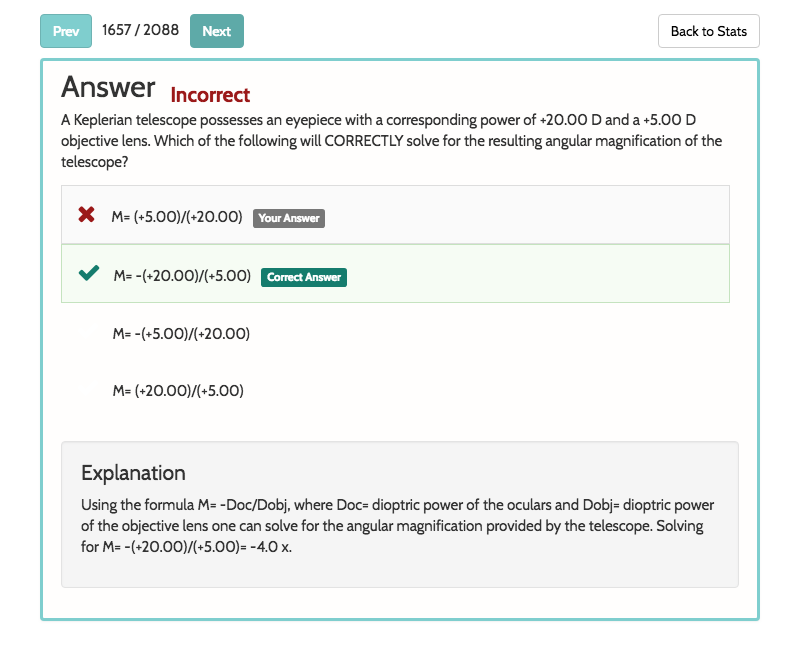 Prev 1657 / 2088 Next Back to Stats
Answer Incorrect
A Keplerian telescope possesses an eyepiece with a corresponding power of +20.00 D and a +5.00 D
objective lens. Which of the following will CORRECTLY solve for the resulting angular magnification of the
telescope?
M= (+5.00)/(+20.00) Your Answer
M= -(+20.00)/(+5.00) Correct Answer
M= -(+5.00)/(+20.00)
M= (+20.00)/(+5.00)
Explanation
Using the formula M= -Doc/Dobj, where Doc= dioptric power of the oculars and Dobj= dioptric power
of the objective lens one can solve for the angular magnification provided by the telescope. Solving
for M= -(+20.00)/(+5.00)= -4.0 x.